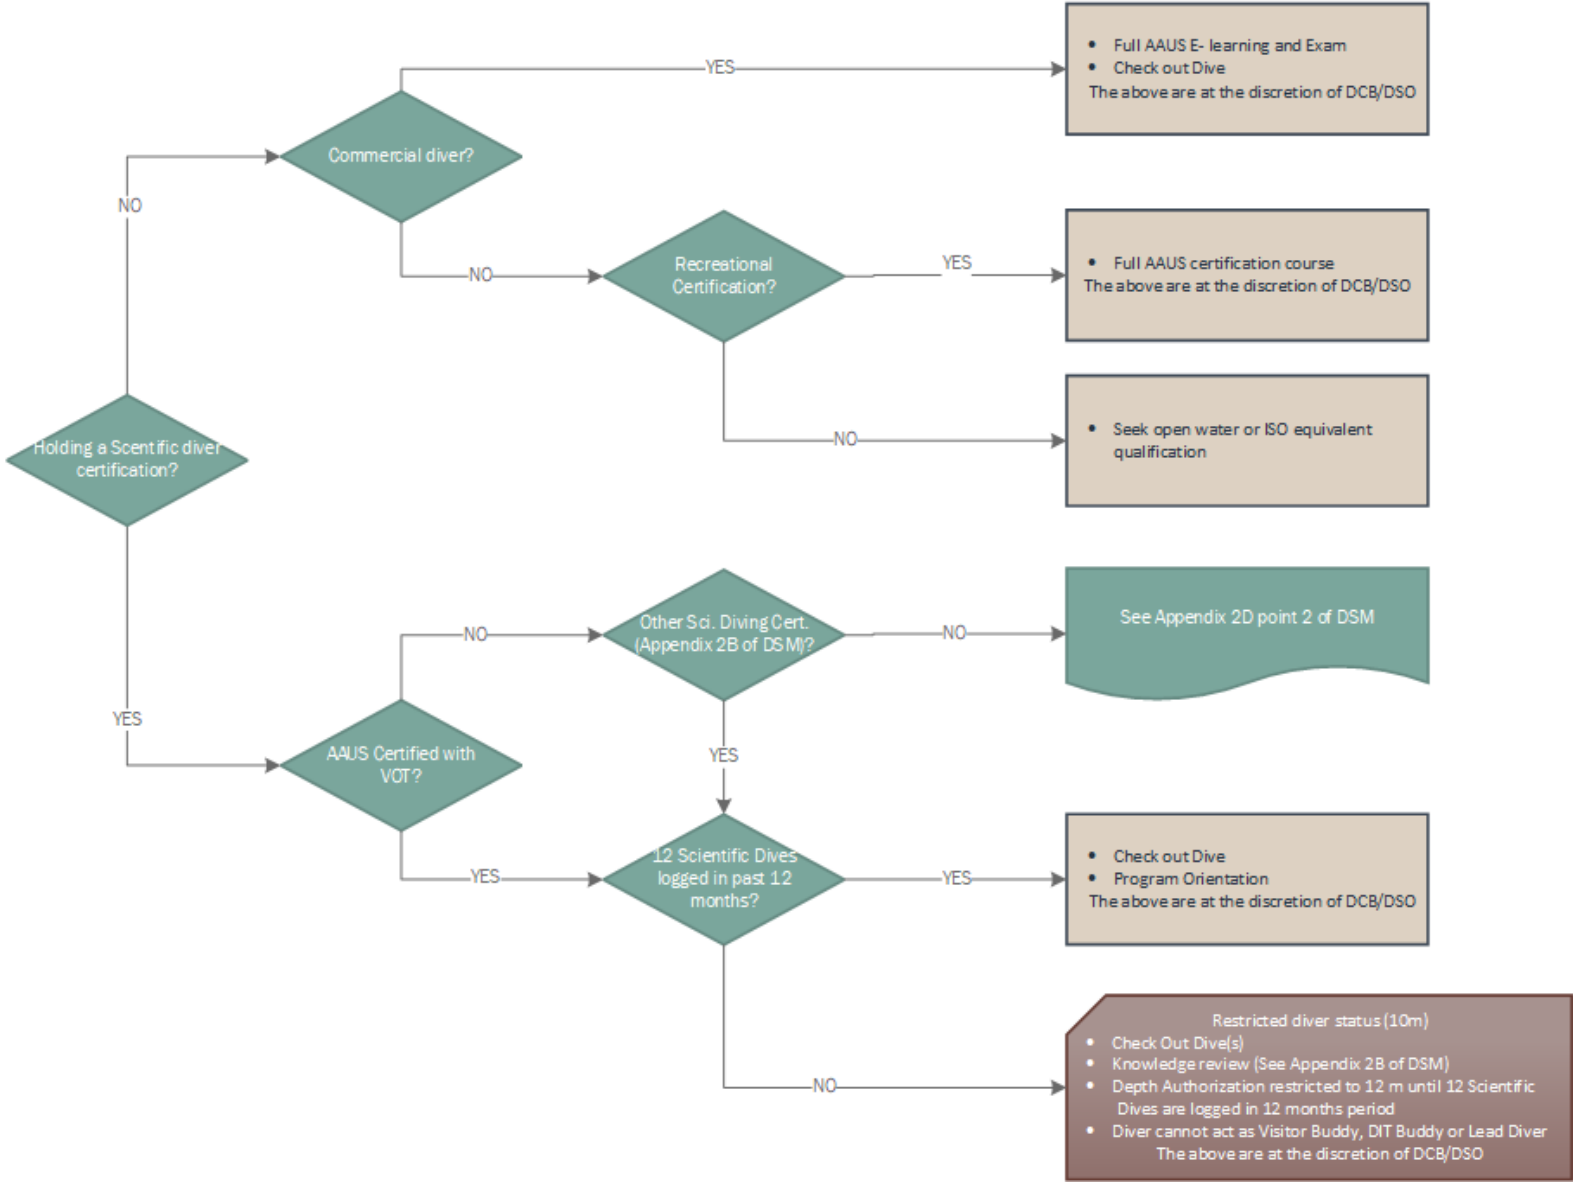 • Full AAUS E- learning and Exam
• Check out Dive
The above are at the discretion of DCB/DSO
YES
Commercial diver?
NO
NO
Recreational
Certification?
YES
• Full AAUS certification course
The above are at the discretion of DCB/DSO
• Seek open water or ISO equivalent
qualification
NO
Holding a Scentific diver
certification?
Other Sci. Diving Cert.
(Appendix 2B of DSM)?
NO
NO
See Appendix 2D point 2 of DSM
YES
AAUS Certified with
VOT?
YES
12 Scientific Dives
logged in past 12
months?
YES
YES
• Check out Dive
• Program Orientation
The above are at the discretion of DCB/DSO
Restricted diver status (10m)
• Check Out Dive(s)
• Knowledge review (See Appendix 2B of DSM)
• Depth Authorization restricted to 12 m until 12 Scientific
Dives are logged in 12 months period
• Diver cannot act as Visitor Buddy, DIT Buddy or Lead Diver
The above are at the discretion of DCB/DSO
NO